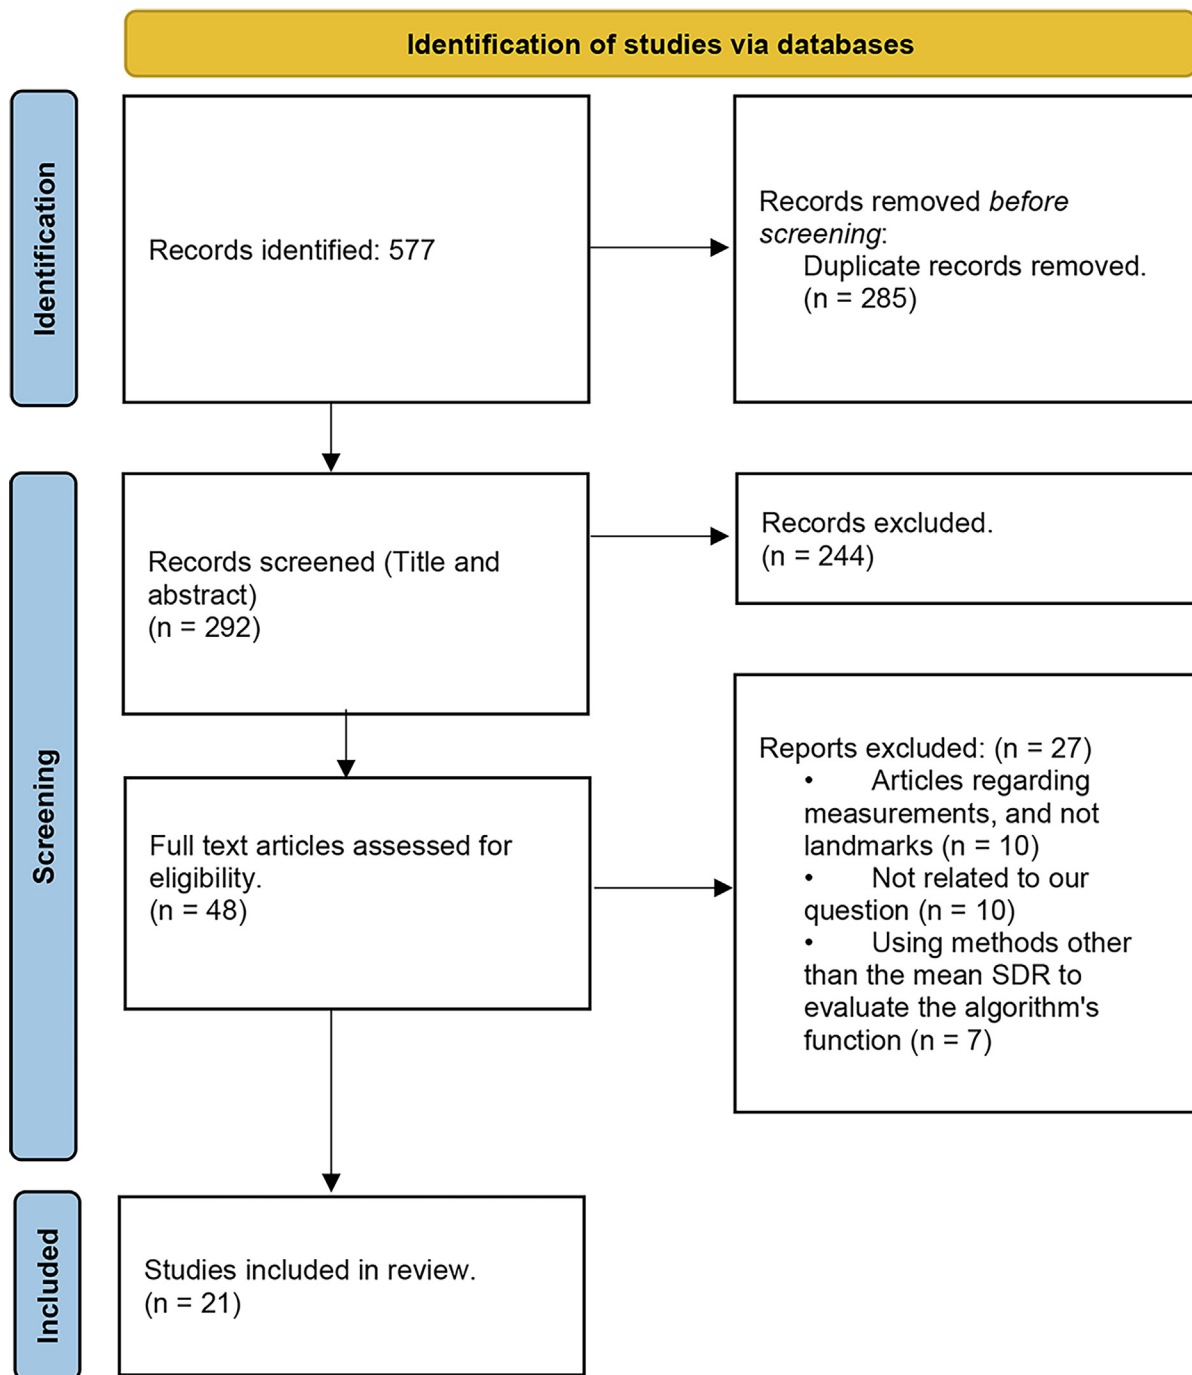 Identification of studies via databases
Identification
Records identified: 577
Records removed before
screening:
Duplicate records removed.
(n = 285)
Screening
Records screened (Title and
abstract)
(n = 292)
Records excluded.
(n = 244)
Full text articles assessed for
eligibility.
(n = 48)
Reports excluded: (n = 27)
• Articles regarding
measurements, and not
landmarks (n = 10)
• Not related to our
question (n = 10)
• Using methods other
than the mean SDR to
evaluate the algorithm's
function (n = 7)
Included
Studies included in review.
(n = 21)